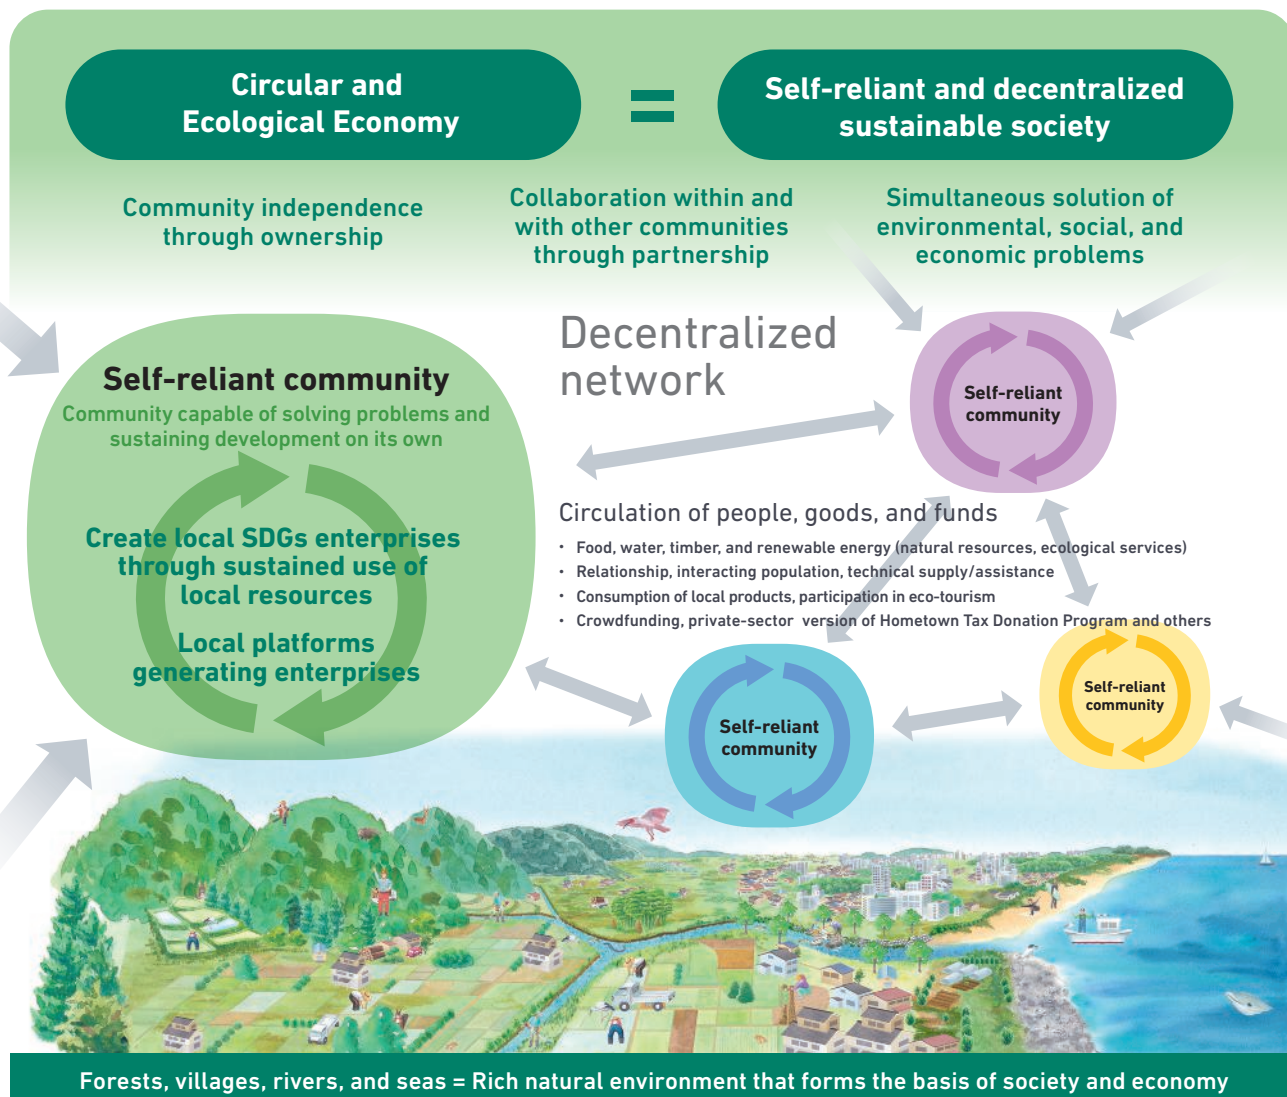 Circular and
Ecological Economy
=
Self-reliant and decentralized
sustainable society
Community independence
through ownership
Collaboration within and
with other communities
through partnership
Simultaneous solution of
environmental, social, and
economic problems
Decentralized
network
Self-reliant community
Community capable of solving problems and
sustaining development on its own
Create local SDGs enterprises
through sustained use of
local resources
Local platforms
generating enterprises
Self-reliant
community
Circulation of people, goods, and funds
• Food, water, timber, and renewable energy (natural resources, ecological services)
• Relationship, interacting population, technical supply/assistance
• Consumption of local products, participation in eco-tourism
• Crowdfunding, private-sector version of Hometown Tax Donation Program and others
Self-reliant
community
Self-reliant
community
Forests, villages, rivers, and seas = Rich natural environment that forms the basis of society and economy